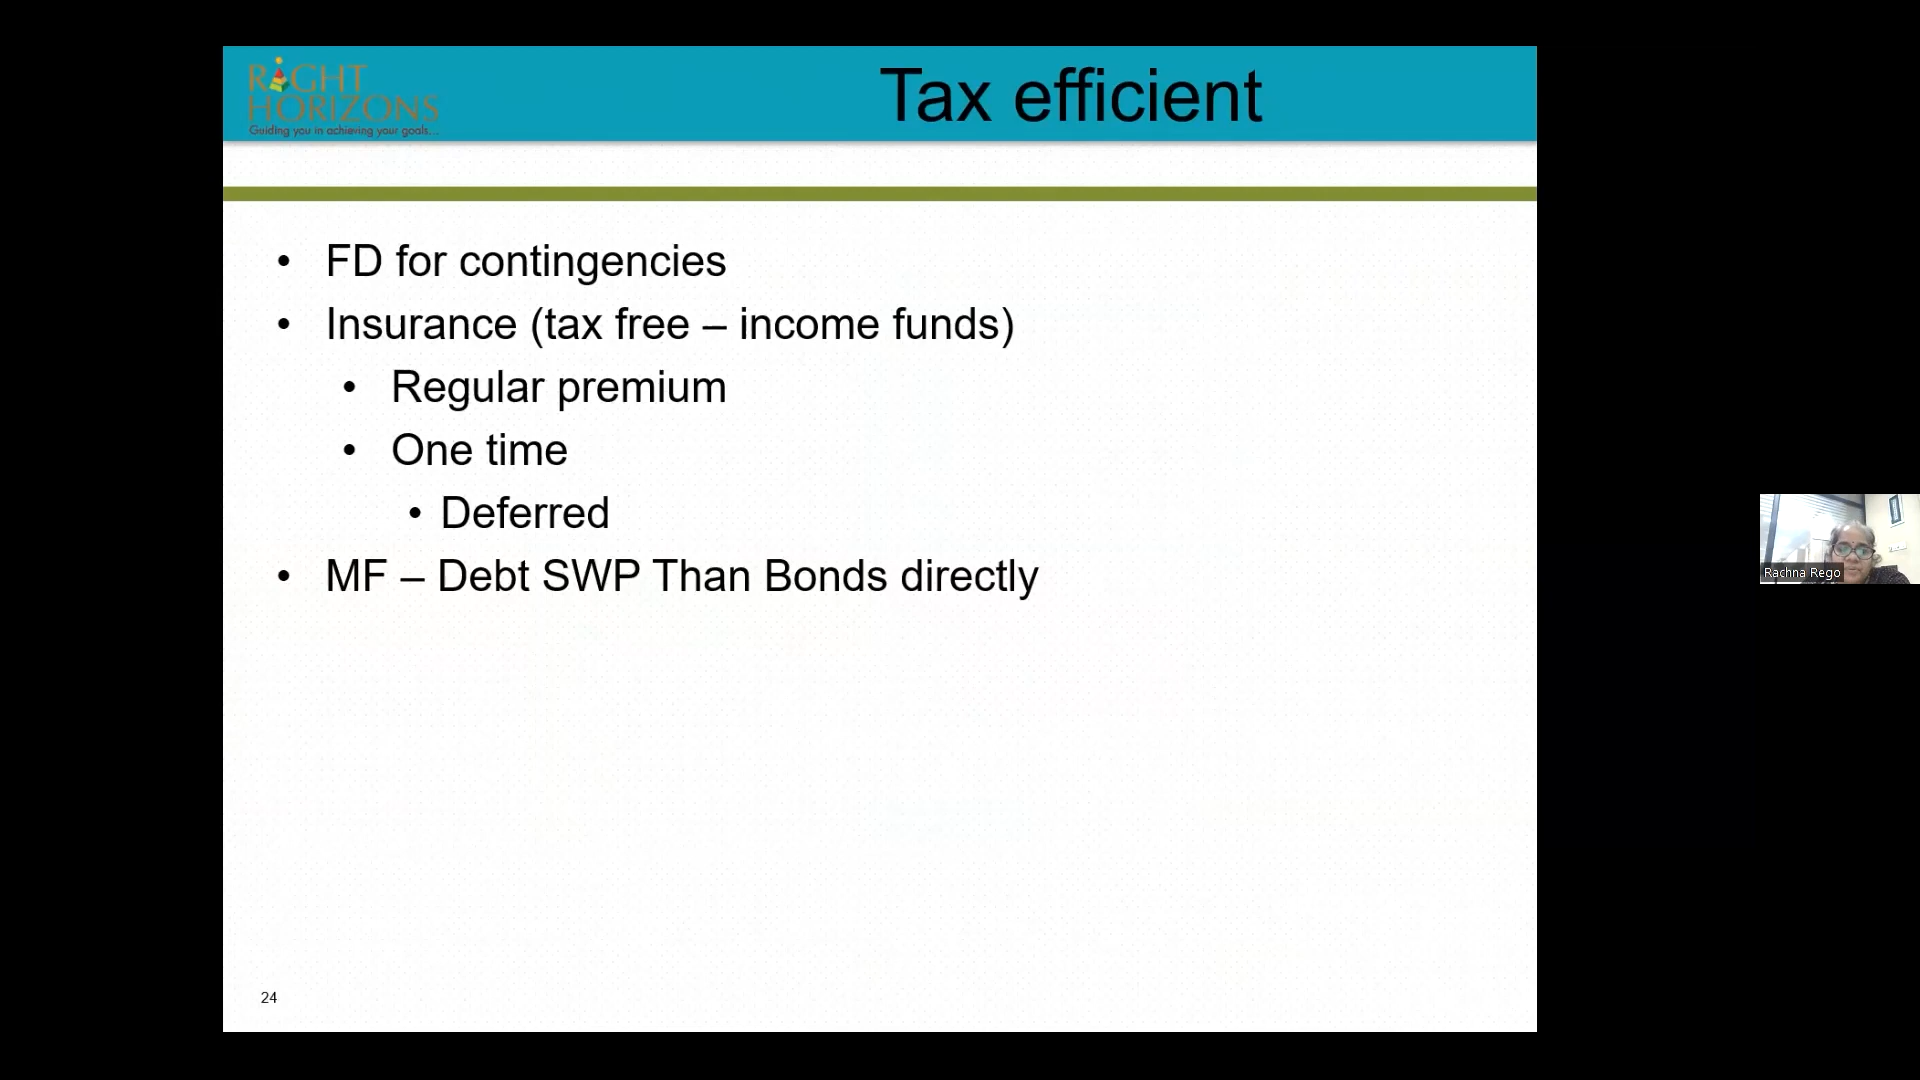 RIGHT
HORIZONS
Guiding you in achieving your goals...
Tax efficient
• FD for contingencies
• Insurance (tax free – income funds)
• Regular premium
• One time
• Deferred
• MF – Debt SWP Than Bonds directly
Rachna Rego
24